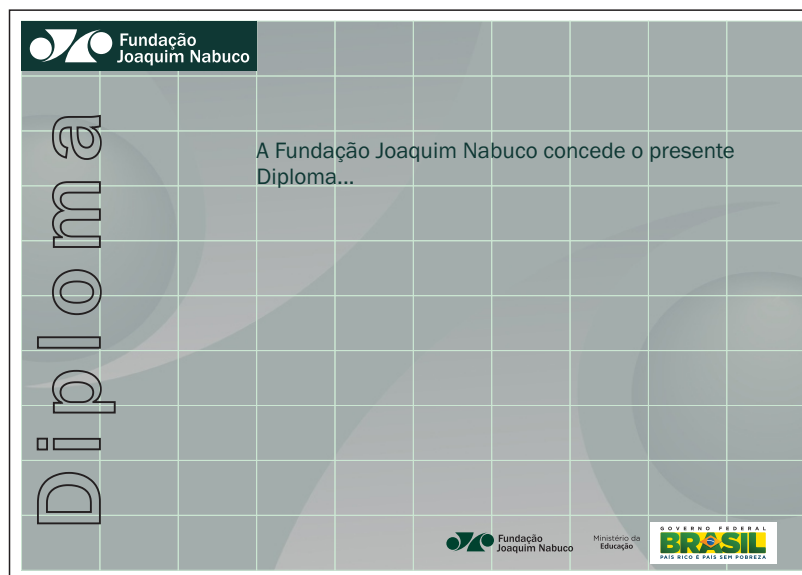 Fundação
Joaquim Nabuco
Diploma
A Fundação Joaquim Nabuco concede o presente
Diploma...
Fundação
Joaquim Nabuco
Ministério da
Educação
GOVERNO FEDERAL
BRASIL
PAÍS RICO É PAÍS SEM POBREZA